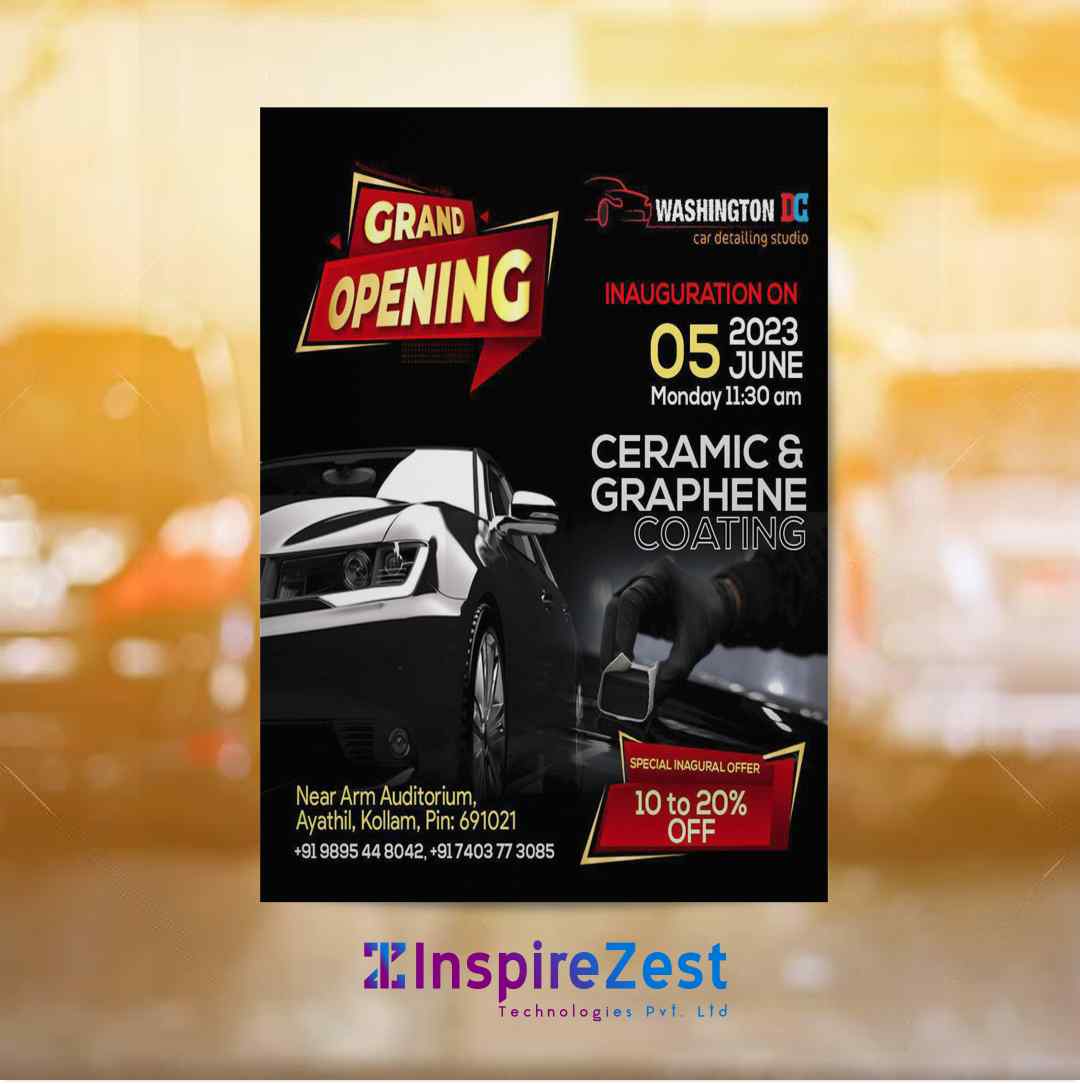 GRAND
OPENING
WASHINGTON DC
car detailing studio
INAUGURATION ON
05 2023
JUNE
Monday 11:30 am
CERAMIC &
GRAPHENE
COATING
SPECIAL INAGURAL OFFER
10 to 20%
OFF
Near Arm Auditorium,
Ayathil, Kollam, Pin: 691021
+91 9895 44 8042, +91 7403 77 3085
InspireZest
Technologies Pvt. Ltd